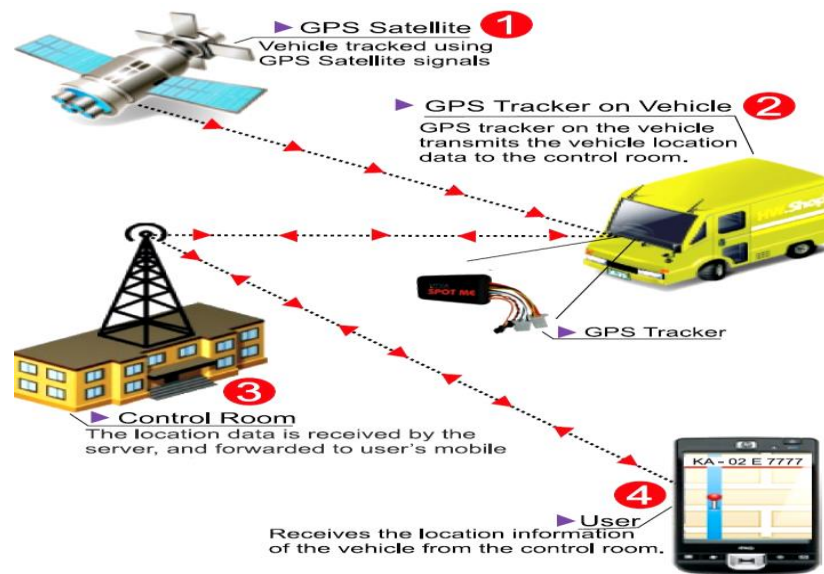 ► GPS Satellite 1
Vehicle tracked using
GPS Satellite signals
► GPS Tracker on Vehicle 2
GPS tracker on the vehicle
transmits the vehicle location
data to the control room.
SPOT ME
► GPS Tracker
3
► Control Room
The location data is received by the
server, and forwarded to user's mobile
KA - 02 E 7777
4
► User
Receives the location information
of the vehicle from the control room.
hp